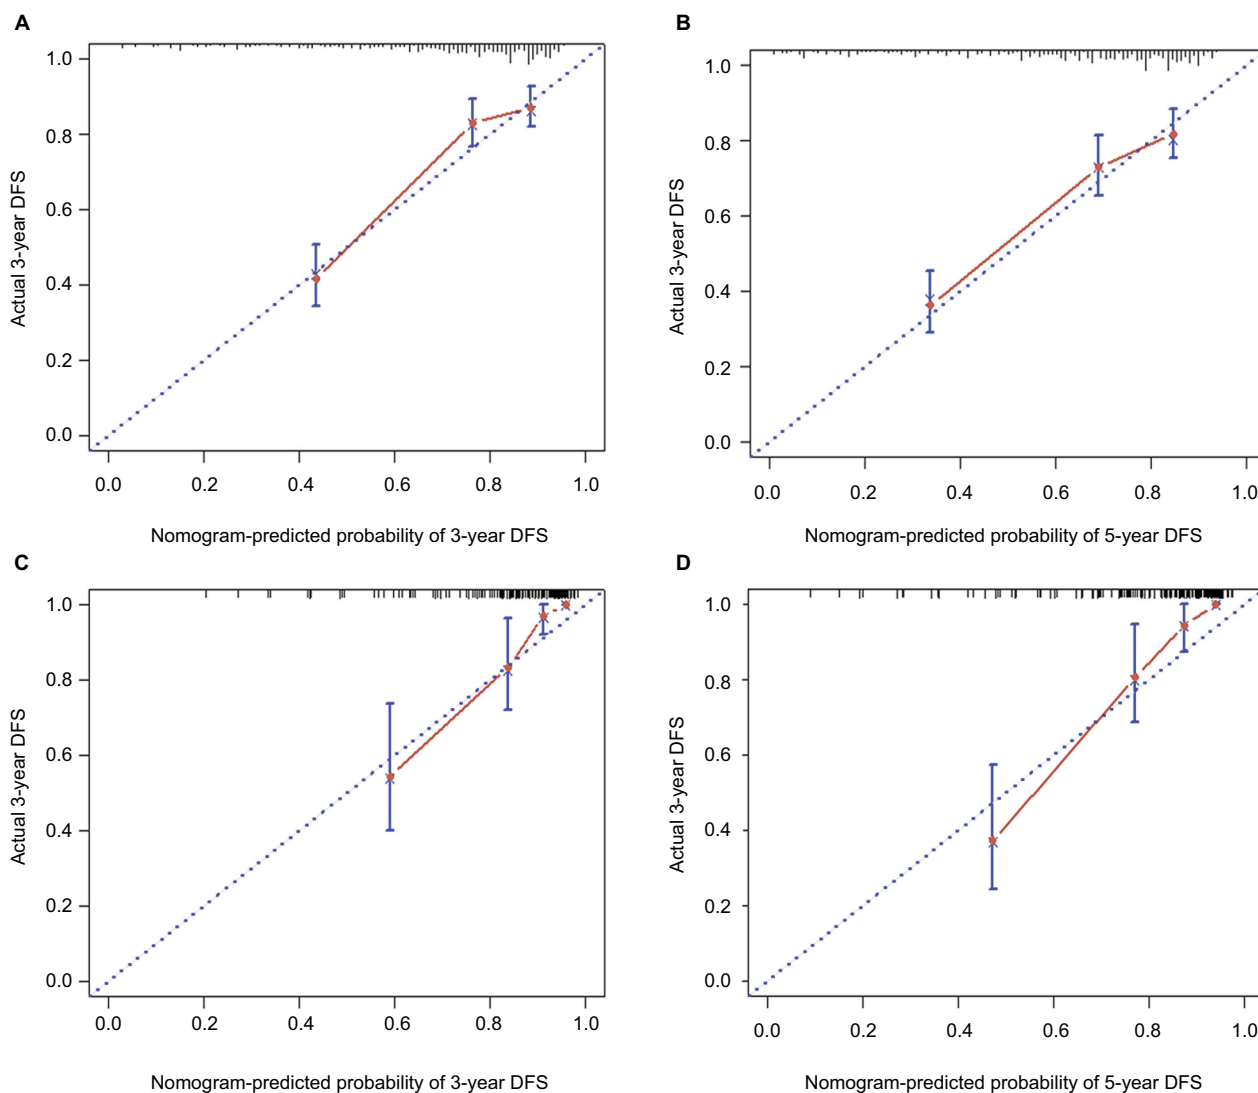 A
1.0
0.8
0.6
0.4
0.2
0.0
Actual 3-year DFS
0.0 0.2 0.4 0.6 0.8 1.0
Nomogram-predicted probability of 3-year DFS
B
1.0
0.8
0.6
0.4
0.2
0.0
Actual 3-year DFS
0.0 0.2 0.4 0.6 0.8 1.0
Nomogram-predicted probability of 5-year DFS
C
1.0
0.8
0.6
0.4
0.2
0.0
Actual 3-year DFS
0.0 0.2 0.4 0.6 0.8 1.0
Nomogram-predicted probability of 3-year DFS
D
1.0
0.8
0.6
0.4
0.2
0.0
Actual 3-year DFS
0.0 0.2 0.4 0.6 0.8 1.0
Nomogram-predicted probability of 5-year DFS